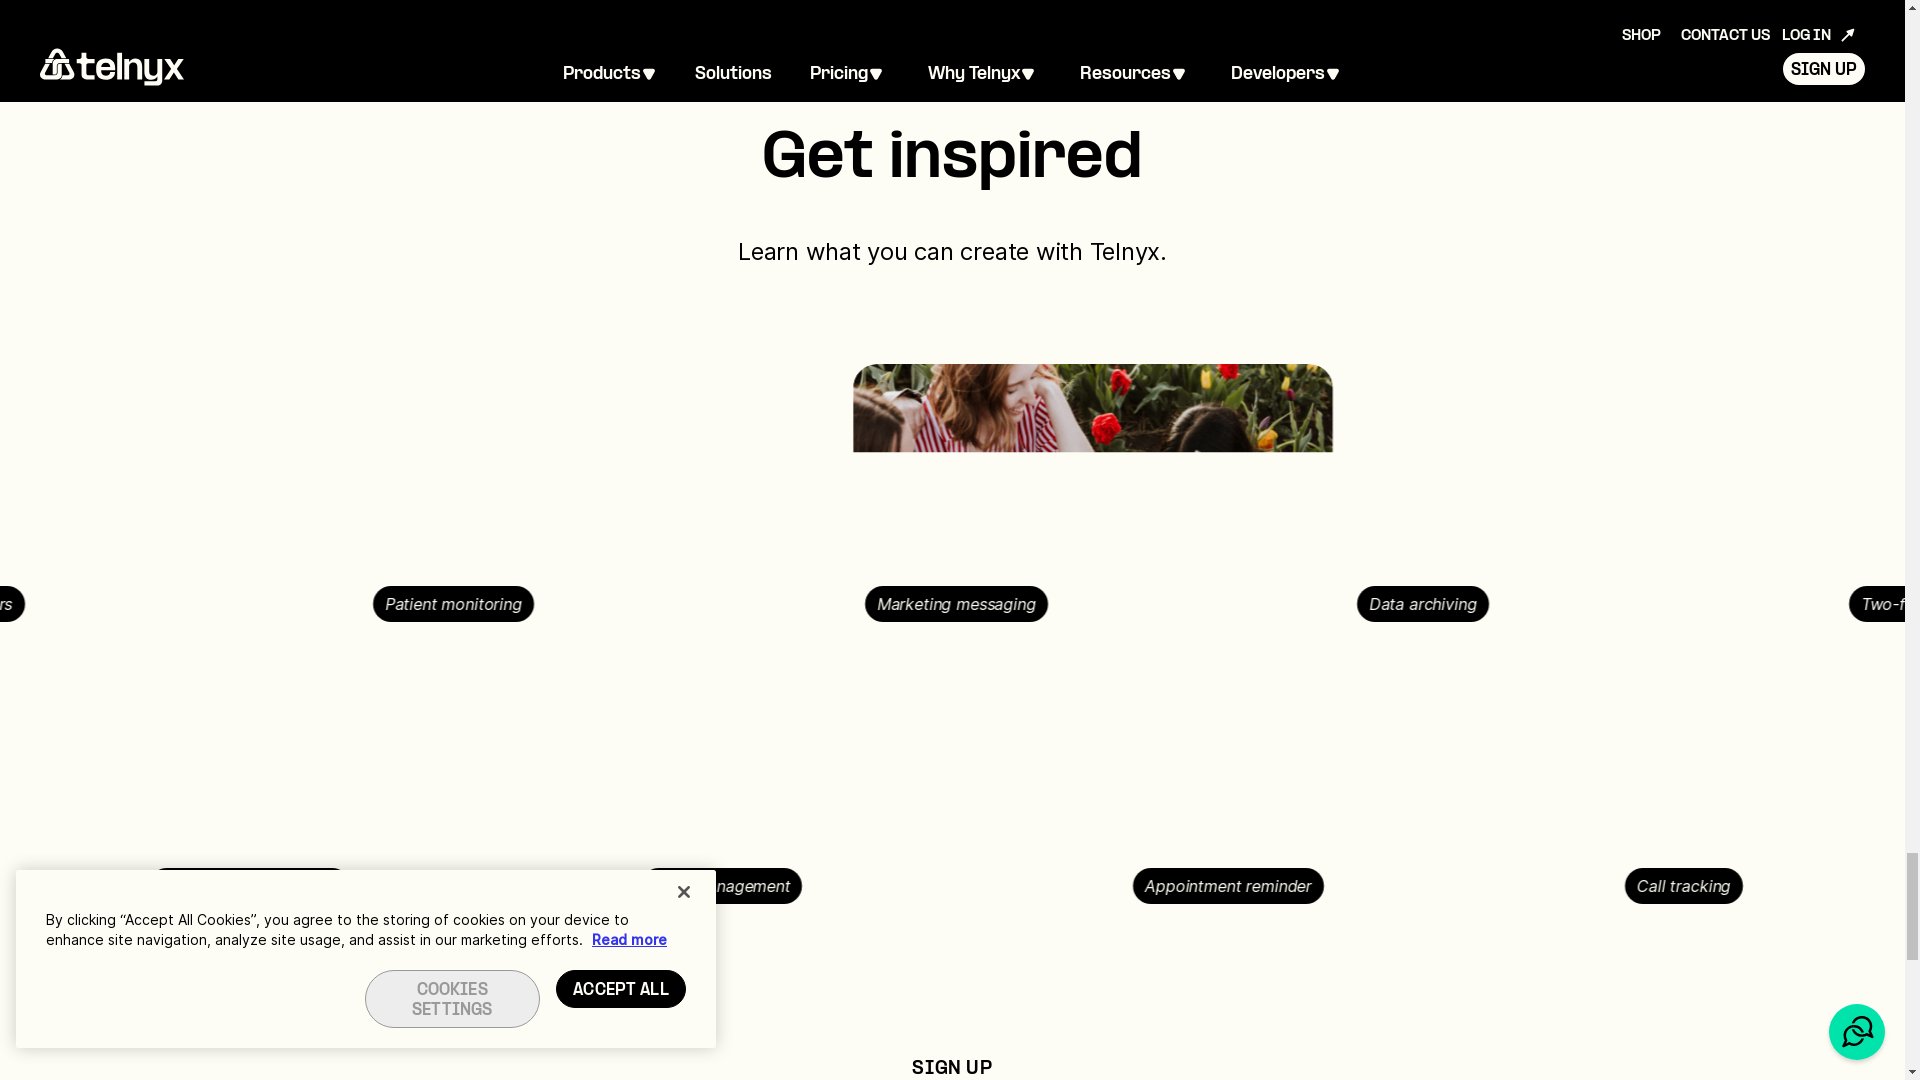 SHOP CONTACT US LOG IN
telnyx
Products Solutions Pricing Why Telnyx Resources Developers
SIGN UP
Get inspired
Learn what you can create with Telnyx.
Patient monitoring
Marketing messaging
Data archiving
Appointment reminder
Call tracking
By clicking “Accept All Cookies”, you agree to the storing of cookies on your device to
enhance site navigation, analyze site usage, and assist in our marketing efforts. Read more
COOKIES
SETTINGS
ACCEPT ALL
SIGN UP